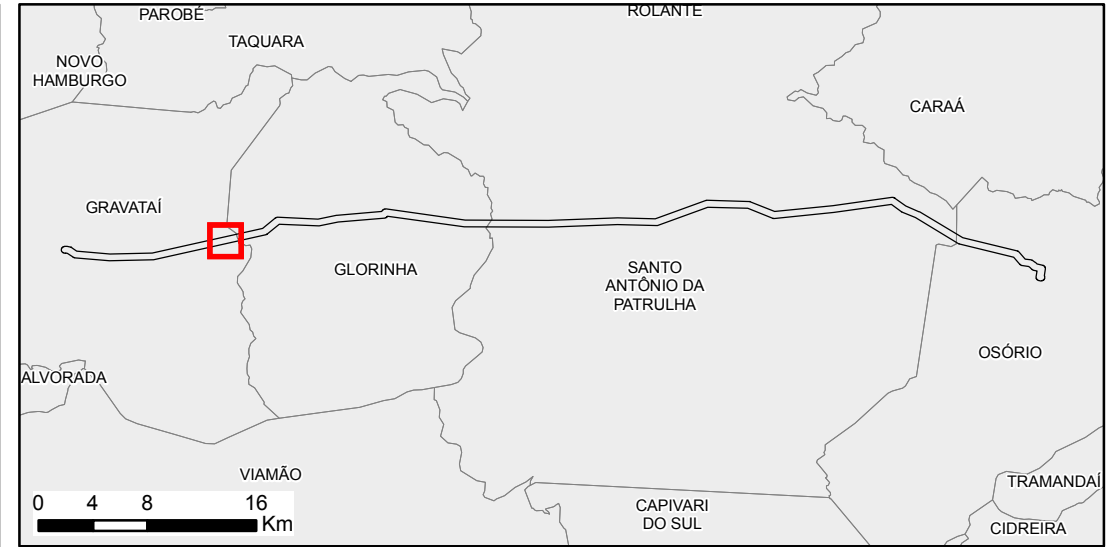 PAROBÉ
ROLANTE
TAQUARA
NOVO
HAMBURGO
CARAÁ
GRAVATAÍ
GLORINHA
SANTO
ANTÔNIO DA
PATRULHA
OSÓRIO
ALVORADA
VIAMÃO
TRAMANDAÍ
CAPIVARI
DO SUL
CIDREIRA
0 4 8 16
Km